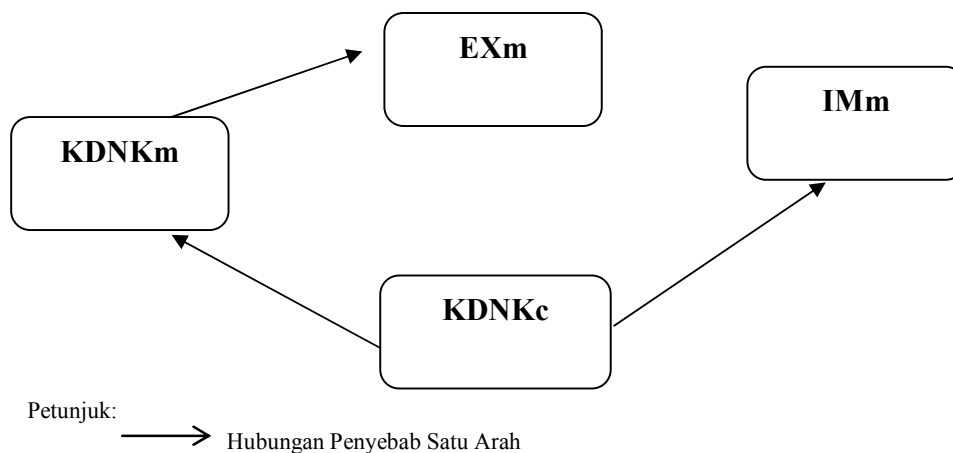 EXm
IMm
KDNKm
KDNKc
Petunjuk:
Hubungan Penyebab Satu Arah